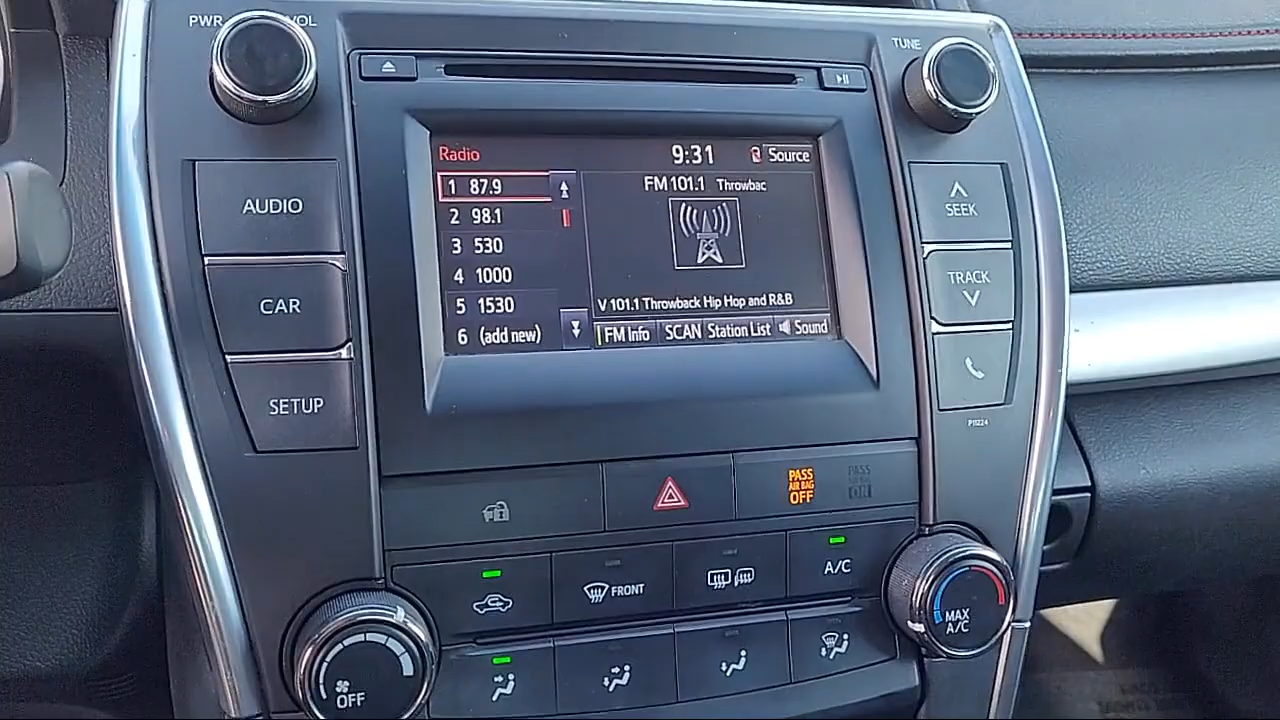 PWR
VOL
TUNE
Radio
9:31
Source
1 87.9
FM 101.1 Throwbac
2 98.1
3 530
4 1000
5 1530
V 101.1 Throwback Hip Hop and R&B
6 (add new)
FM Info
SCAN
Station List
Sound
AUDIO
CAR
SETUP
SEEK
TRACK
P11224
PASS
AIR BAG
OFF
PASS
AIR BAG
ON
FRONT
A/C
OFF
MAX
A/C